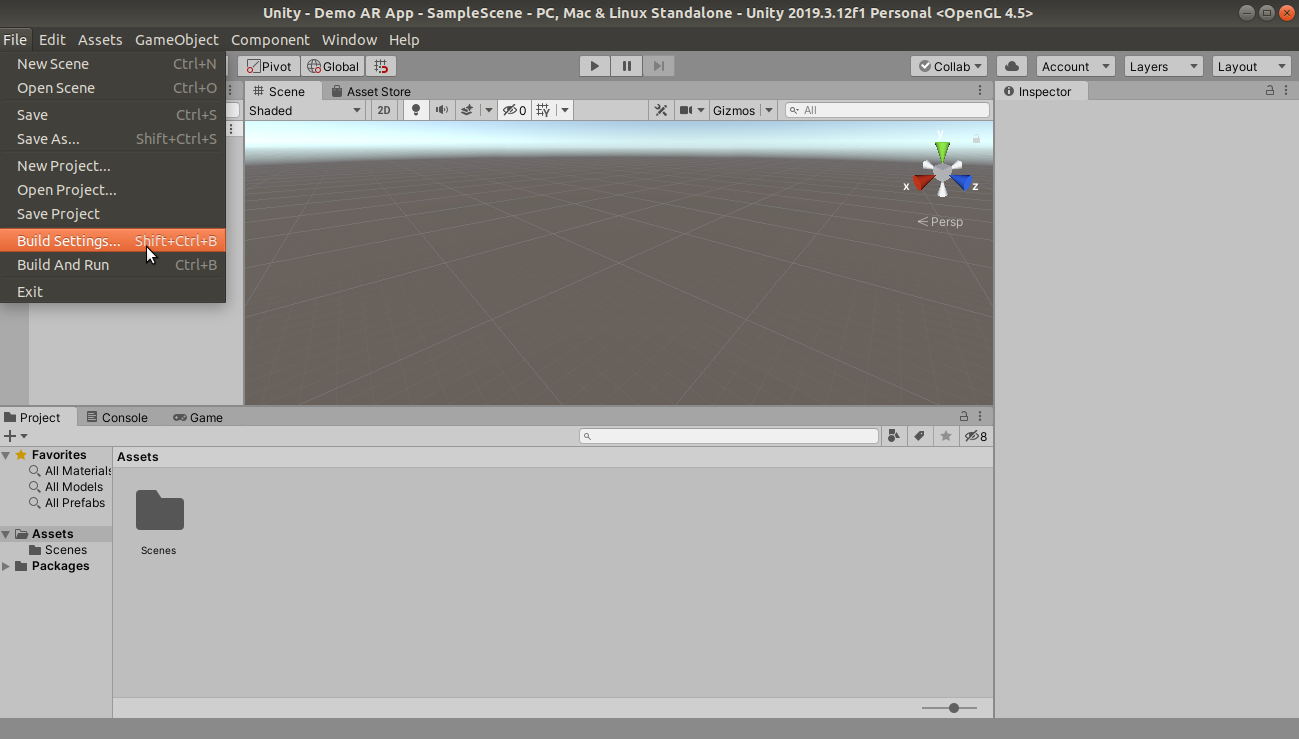 Unity - Demo AR App - SampleScene - PC, Mac & Linux Standalone - Unity 2019.3.12f1 Personal <OpenGL 4.5>
File Edit Assets GameObject Component Window Help
New Scene Ctrl+N
Open Scene Ctrl+O
Save Ctrl+S
Save As... Shift+Ctrl+S
New Project...
Open Project...
Save Project
Build Settings... Shift+Ctrl+B
Build And Run Ctrl+B
Exit
Pivot Global Collab Account Layers Layout
Scene Asset Store
Shaded 2D 0 Gizmos All
y
x z
Persp
Inspector
Project Console Game
8
Favorites
All Materials
All Models
All Prefabs
Assets
Scenes
Packages
Assets
Scenes